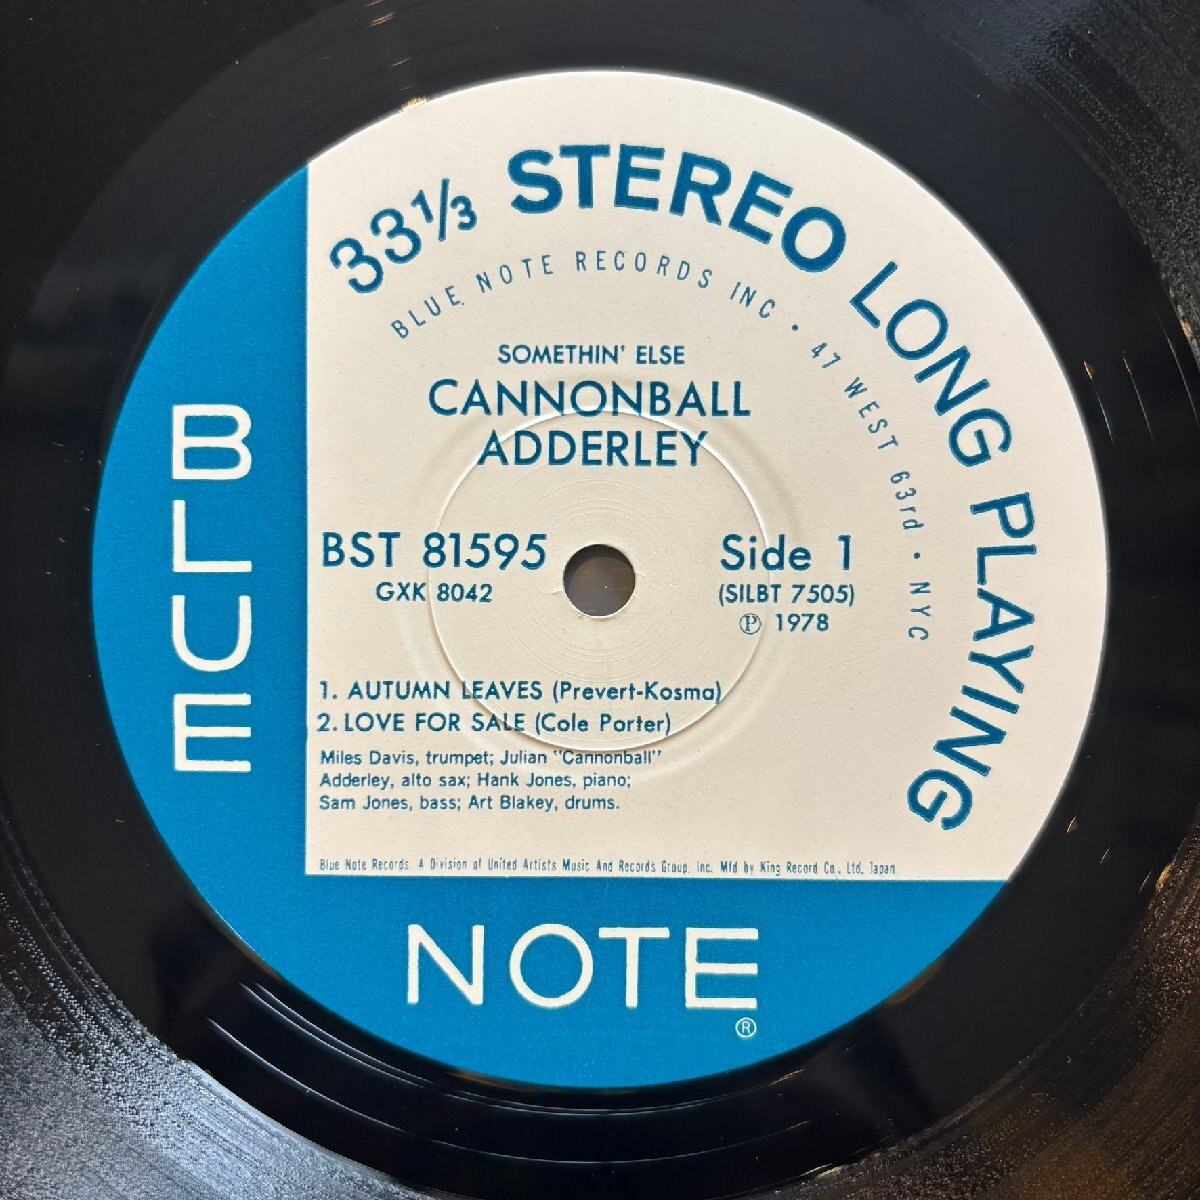 33 1/3 STEREO LONG PLAYING
BLUE NOTE RECORDS INC · 47 WEST 63rd · NYC
SOMETHIN' ELSE
CANNONBALL
ADDERLEY
BST 81595
GXK 8042
Side 1
(SILBT 7505)
Ⓟ 1978
1. AUTUMN LEAVES (Prevert-Kosma)
2. LOVE FOR SALE (Cole Porter)
Miles Davis, trumpet; Julian "Cannonball"
Adderley, alto sax; Hank Jones, piano;
Sam Jones, bass; Art Blakey, drums.
Blue Note Records. A Division of United Artists Music And Records Group, Inc. Mfd by King Record Co., Ltd. Japan
BLUE
NOTE
®